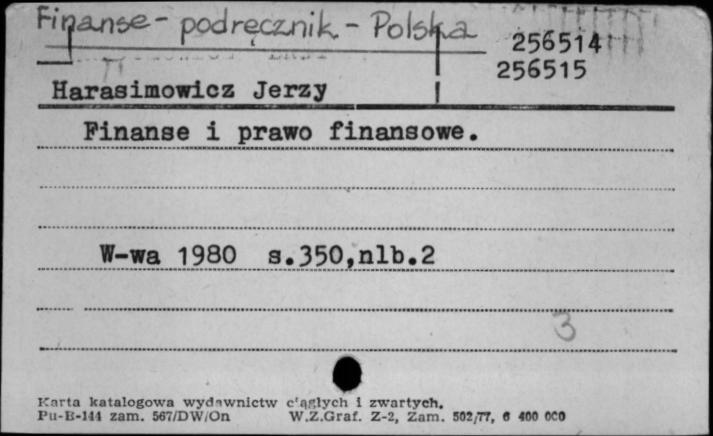 Finanse - podręcznik - Polska
256514
256515
Harasimowicz Jerzy
Finanse i prawo finansowe.
W-wa 1980 s.350,nlb.2
3
Karta katalogowa wydawnictw ciągłych i zwartych.
Pu-B-144 zam. 567/DW/On W.Z.Graf. Z-2, Zam. 502/77, 6 400 000